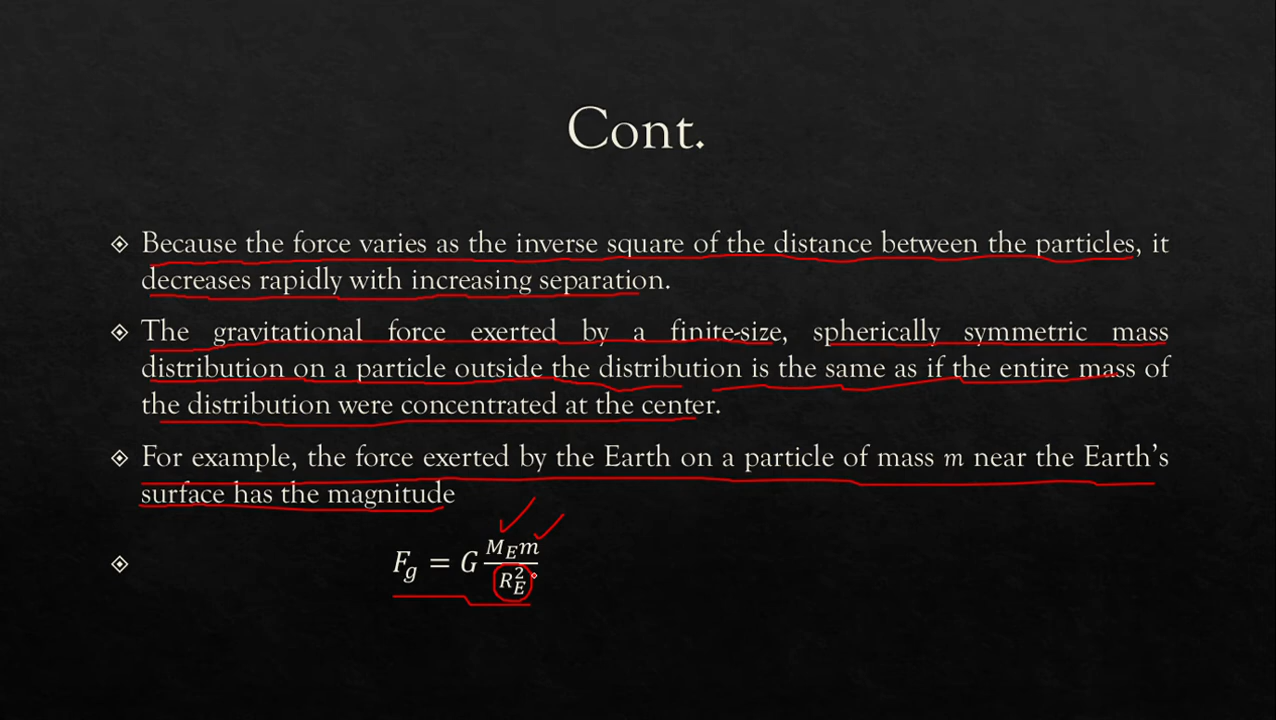 Cont.
Because the force varies as the inverse square of the distance between the particles, it
decreases rapidly with increasing separation.
The gravitational force exerted by a finite-size, spherically symmetric mass
distribution on a particle outside the distribution is the same as if the entire mass of
the distribution were concentrated at the center.
For example, the force exerted by the Earth on a particle of mass m near the Earth's
surface has the magnitude
F_g = G \frac{M_E m}{R_E^2}